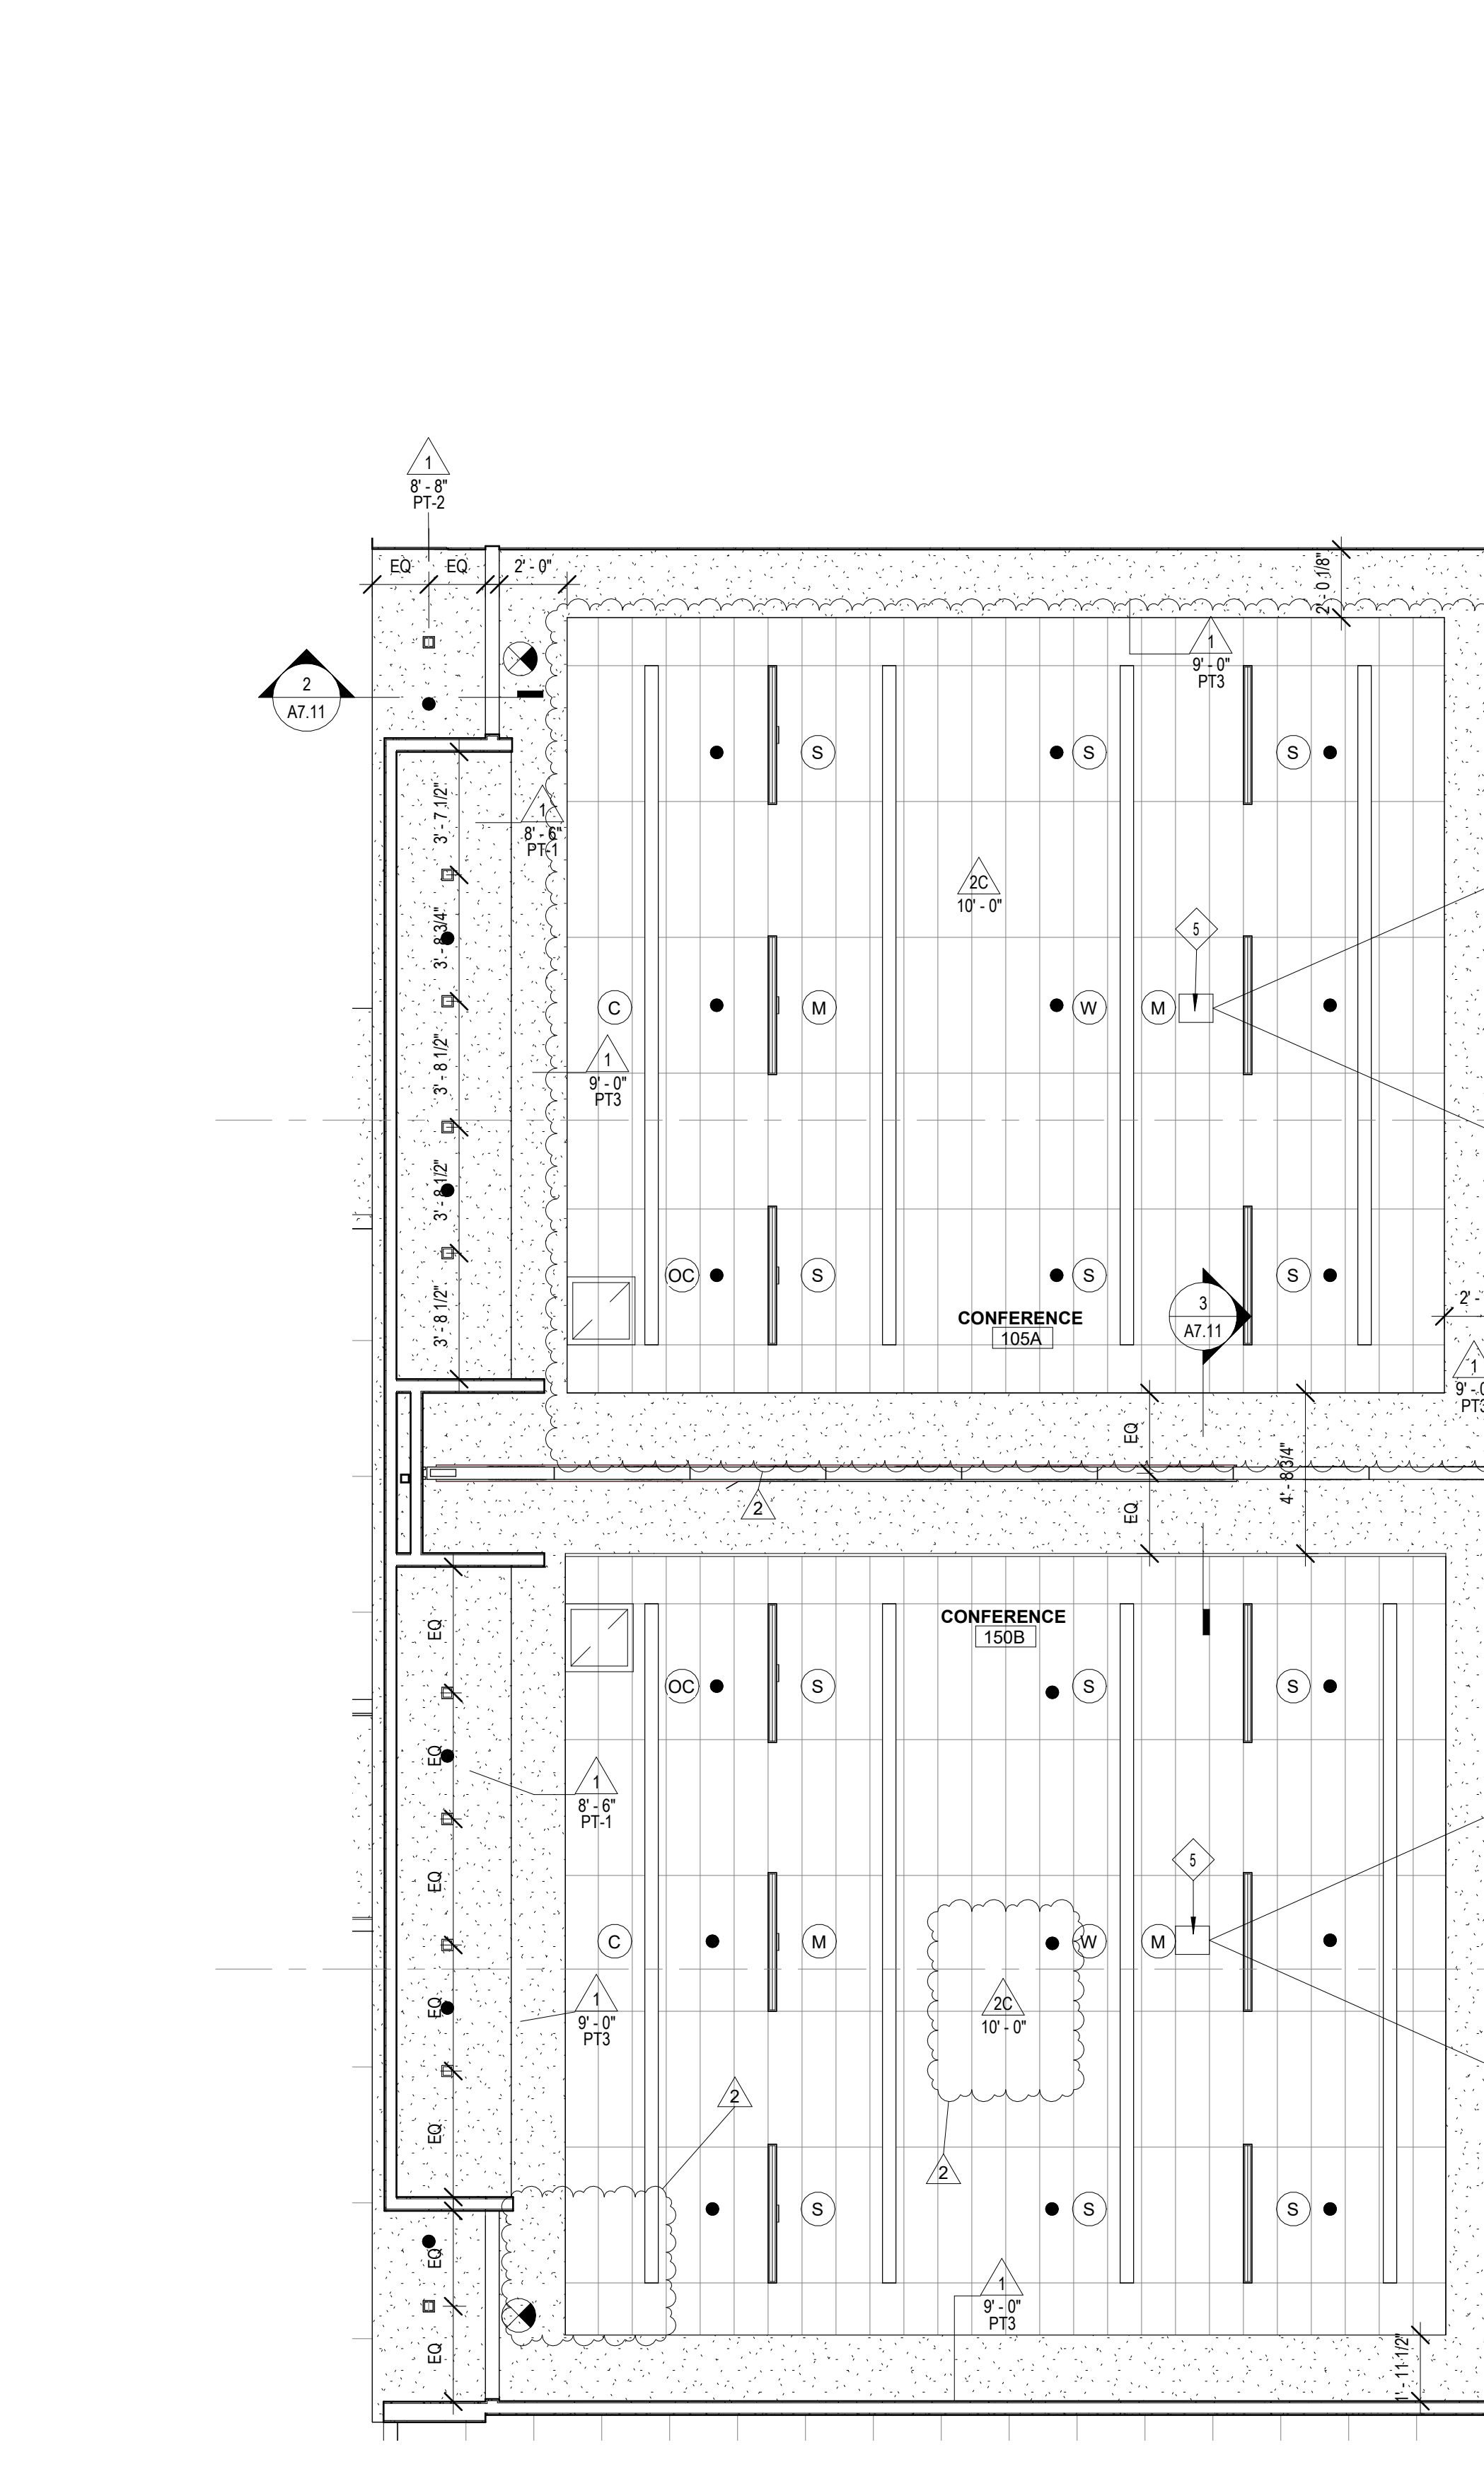 1
8' - 8"
PT-2
EQ
EQ
2' - 0"
2' - 0 1/8"
1
9' - 0"
PT3
2
A7.11
S
S
S
3' - 7 1/2"
1
8' - 6"
PT-1
2C
10' - 0"
3' - 8 3/4"
5
C
M
W
M
3' - 8 1/2"
1
9' - 0"
PT3
3' - 8 1/2"
OC
S
S
S
3' - 8 1/2"
CONFERENCE
105A
3
A7.11
2' -
1
9' - 0
PT3
EQ
4' - 8 3/4"
2
EQ
CONFERENCE
150B
EQ
OC
S
S
S
EQ
1
8' - 6"
PT-1
5
EQ
C
M
W
M
1
9' - 0"
PT3
2C
10' - 0"
EQ
2
EQ
2
S
S
S
EQ
1
9' - 0"
PT3
EQ
1' - 11 1/2"